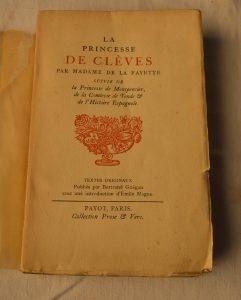 LA
PRINCESSE
DE CLÈVES
PAR MADAME DE LA FAYETTE
SUIVIE DE
la Princesse de Montpensier,
de la Comtesse de Tende &
de l'Histoire Espagnole.
TEXTES ORIGINAUX
Publiés par Bertrand Guégan
avec une introduction d'Émile Magne.
PAYOT, PARIS.
Collection Prose & Vers.